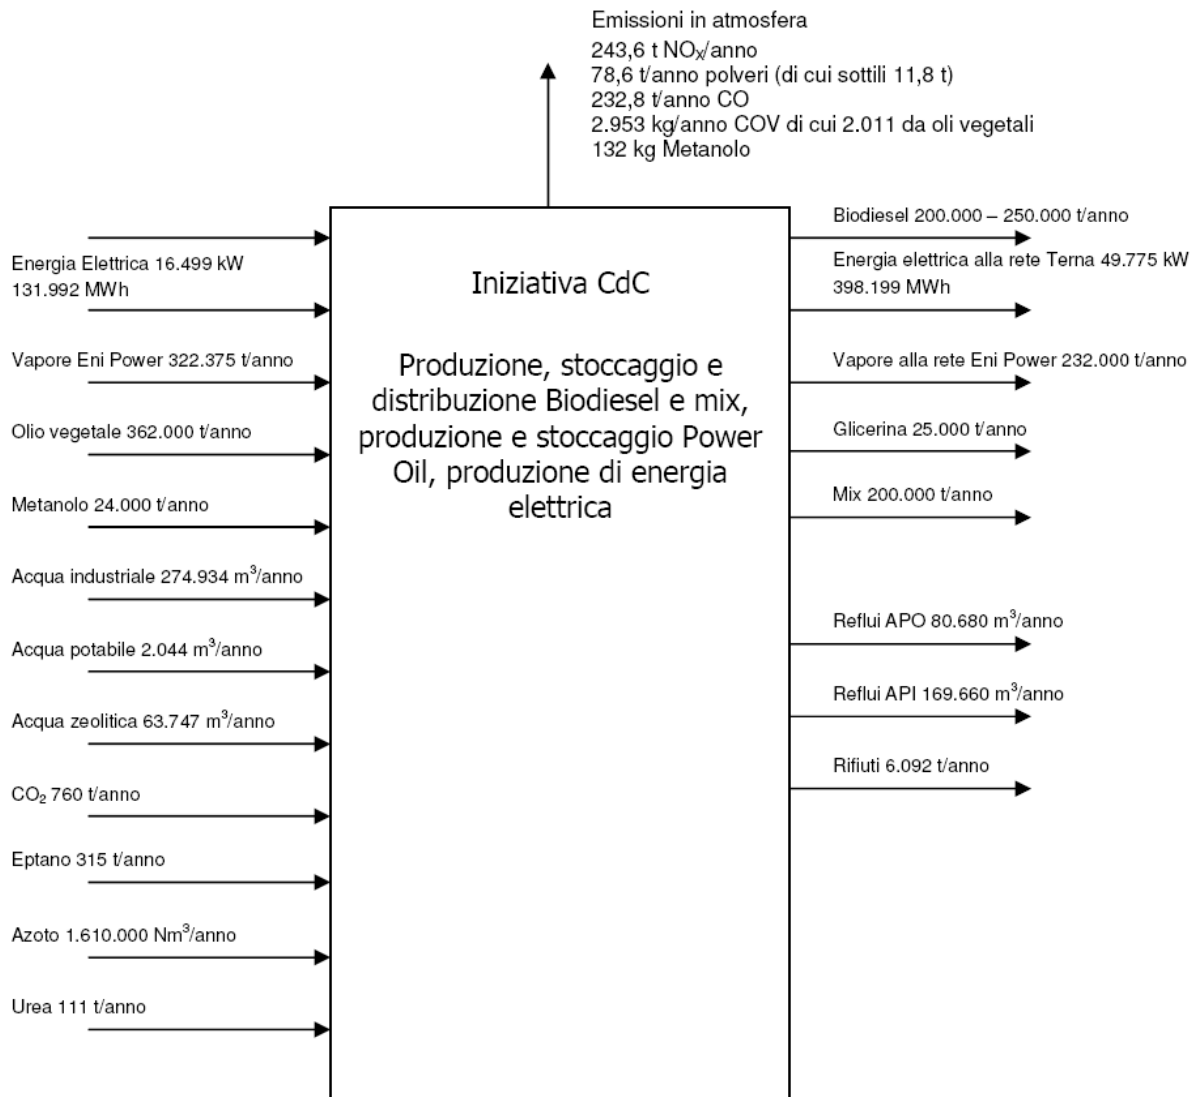 Emissioni in atmosfera
243,6 t NOx/anno
78,6 t/anno polveri (di cui sottili 11,8 t)
232,8 t/anno CO
2.953 kg/anno COV di cui 2.011 da oli vegetali
132 kg Metanolo
Energia Elettrica 16.499 kW
131.992 MWh
Vapore Eni Power 322.375 t/anno
Olio vegetale 362.000 t/anno
Metanolo 24.000 t/anno
Acqua industriale 274.934 m³/anno
Acqua potabile 2.044 m³/anno
Acqua zeolitica 63.747 m³/anno
CO₂ 760 t/anno
Eptano 315 t/anno
Azoto 1.610.000 Nm³/anno
Urea 111 t/anno
Iniziativa CdC
Produzione, stoccaggio e
distribuzione Biodiesel e mix,
produzione e stoccaggio Power
Oil, produzione di energia
elettrica
Biodiesel 200.000 – 250.000 t/anno
Energia elettrica alla rete Terna 49.775 kW
398.199 MWh
Vapore alla rete Eni Power 232.000 t/anno
Glicerina 25.000 t/anno
Mix 200.000 t/anno
Reflui APO 80.680 m³/anno
Reflui API 169.660 m³/anno
Rifiuti 6.092 t/anno